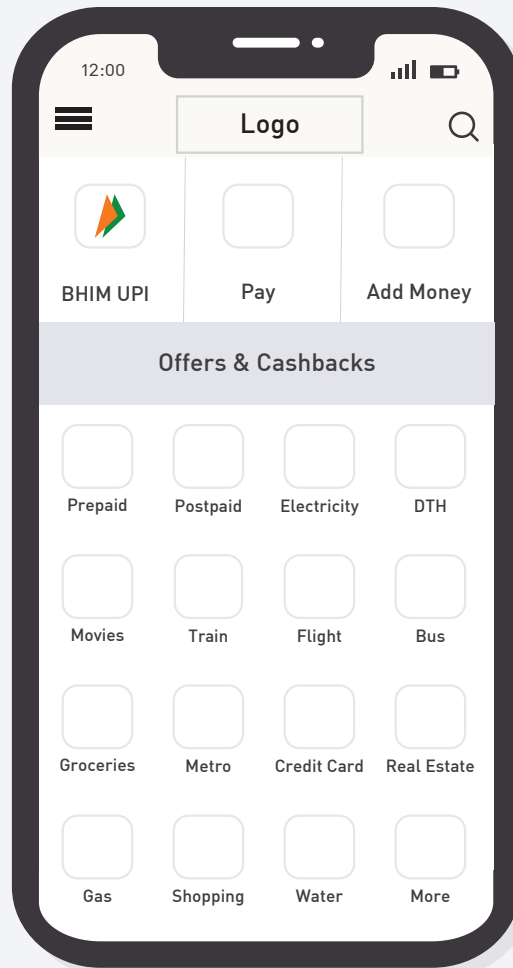 12:00
Logo
BHIM UPI Pay Add Money
Offers & Cashbacks
Prepaid Postpaid Electricity DTH
Movies Train Flight Bus
Groceries Metro Credit Card Real Estate
Gas Shopping Water More